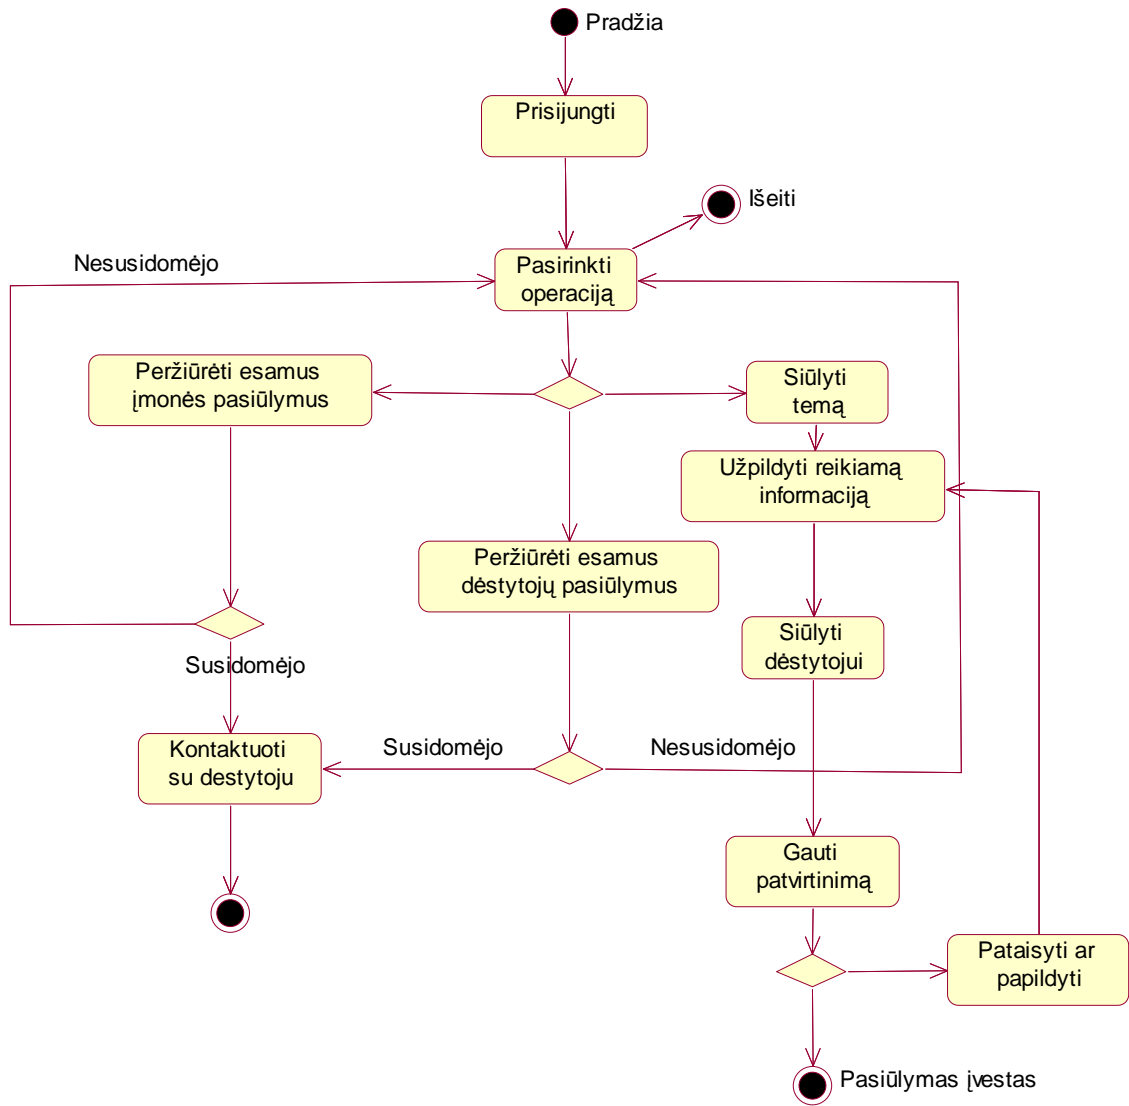 Pradžia
Prisijungti
Išeiti
Nesusidomėjo
Pasirinkti
operaciją
Peržiūrėti esamus
įmonės pasiūlymus
Siūlyti
temą
Užpildyti reikiamą
informaciją
Peržiūrėti esamus
dėstytojų pasiūlymus
Siūlyti
dėstytojui
Susidomėjo
Kontaktuoti
su destytoju
Susidomėjo
Nesusidomėjo
Gauti
patvirtinimą
Pataisyti ar
papildyti
Pasiūlymas įvestas